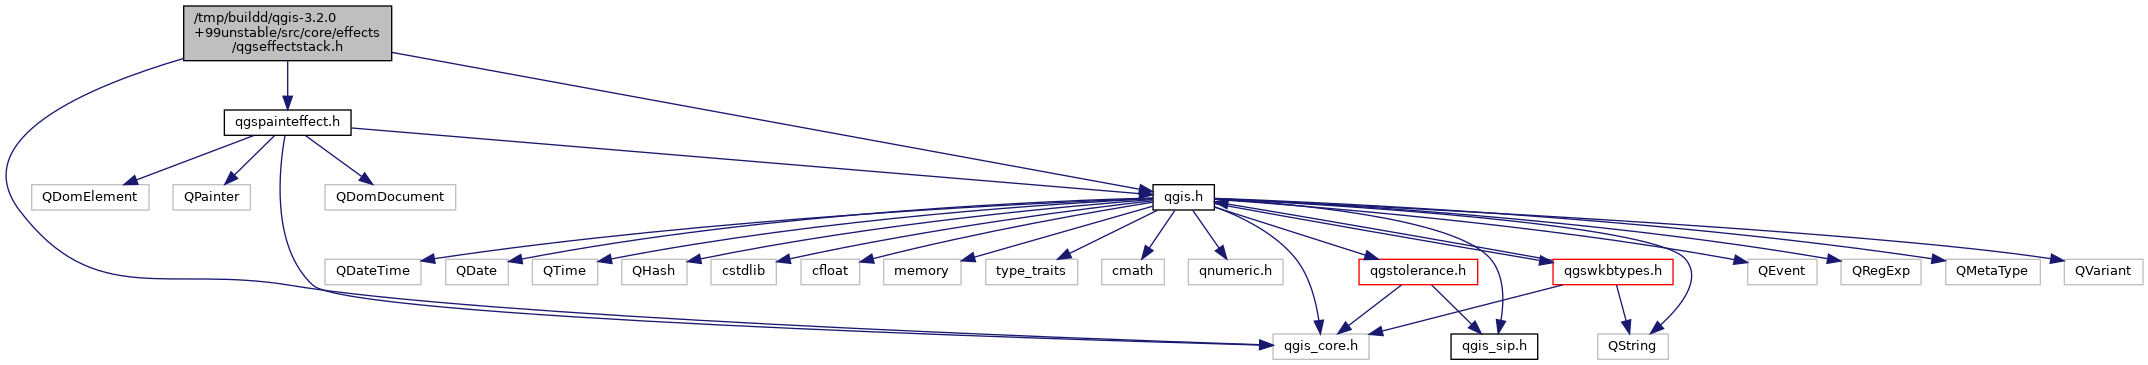 /tmp/buildd/qgis-3.2.0
+99unstable/src/core/effects
/qgseffectstack.h
qgspainteffect.h
QDomElement
QPainter
QDomDocument
qgis.h
QDateTime
QDate
QTime
QHash
cstdlib
cfloat
memory
type_traits
cmath
qnumeric.h
qgstolerance.h
qgswkbtypes.h
QEvent
QRegExp
QMetaType
QVariant
qgis_core.h
qgis_sip.h
QString